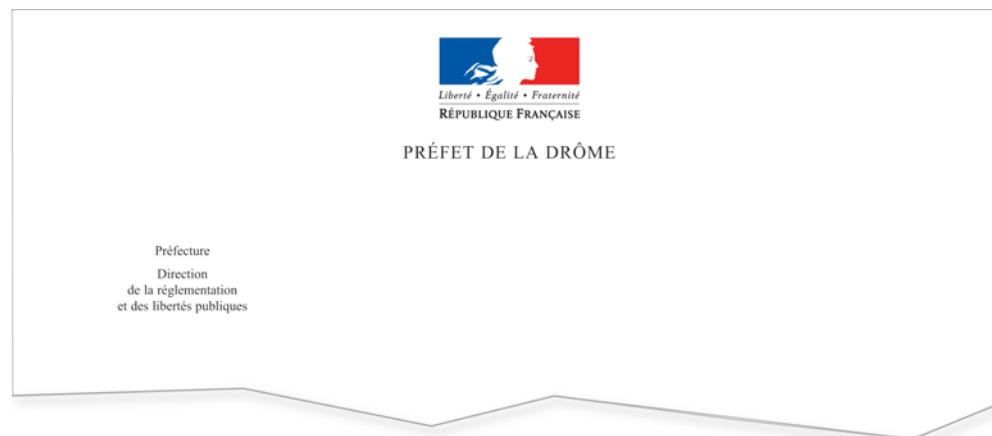 Liberté • Égalité • Fraternité
RÉPUBLIQUE FRANÇAISE
PRÉFET DE LA DRÔME
Préfecture
Direction
de la réglementation
et des libertés publiques